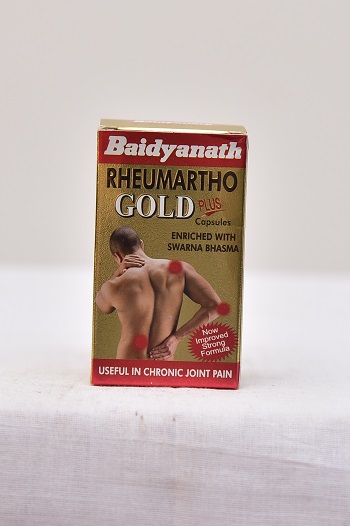 Baidyanath
RHEUMARTHO
GOLD PLUS
Capsules
ENRICHED WITH
SWARNA BHASMA
Now
Improved
Strong
Formula
USEFUL IN CHRONIC JOINT PAIN